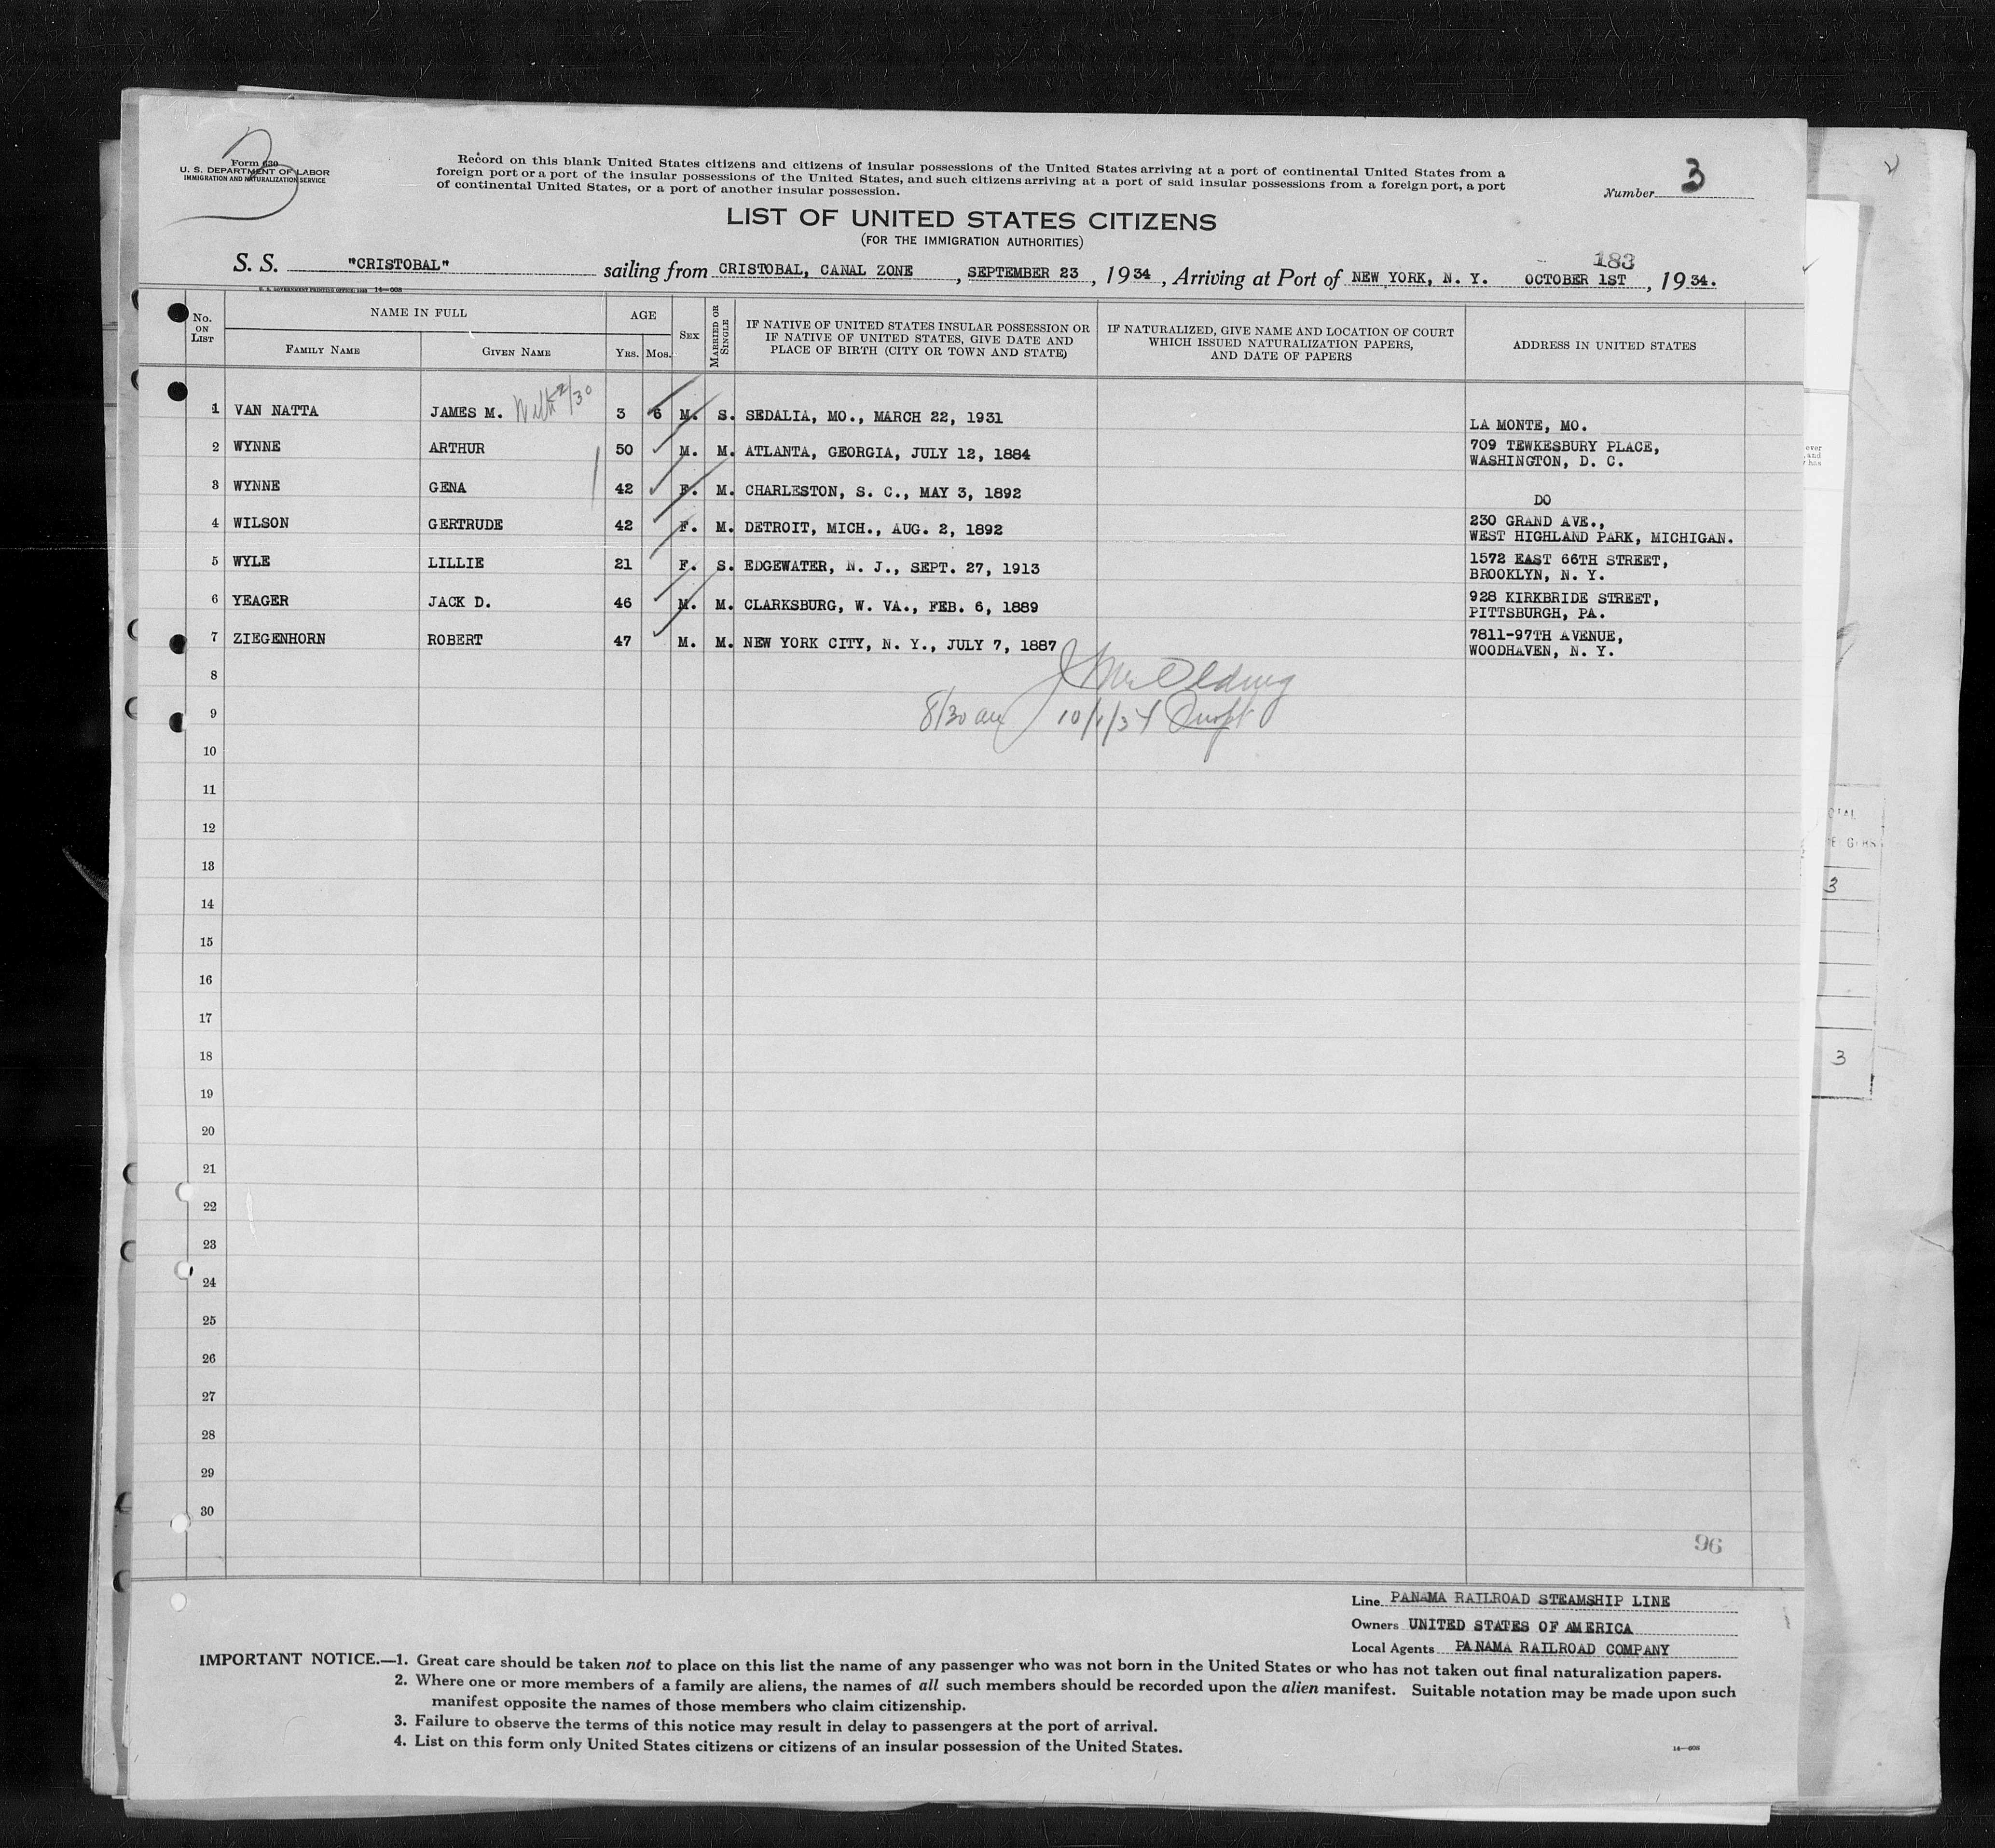 Form 630
U. S. DEPARTMENT OF LABOR
IMMIGRATION AND NATURALIZATION SERVICE
Record on this blank United States citizens and citizens of insular possessions of the United States arriving at a port of continental United States from a
foreign port or a port of the insular possessions of the United States, and such citizens arriving at a port of said insular possessions from a foreign port, a port
of continental United States, or a port of another insular possession.
Number 3
LIST OF UNITED STATES CITIZENS
(FOR THE IMMIGRATION AUTHORITIES)
183
S. S. "CRISTOBAL" sailing from CRISTOBAL, CANAL ZONE, SEPTEMBER 23, 1934, Arriving at Port of NEW YORK, N. Y. OCTOBER 1ST, 1934.
U. S. GOVERNMENT PRINTING OFFICE: 1933 14—608
No. ON LIST NAME IN FULL FAMILY NAME GIVEN NAME AGE YRS. MOS. SEX MARRIED OR SINGLE IF NATIVE OF UNITED STATES INSULAR POSSESSION OR IF NATIVE OF UNITED STATES, GIVE DATE AND PLACE OF BIRTH (CITY OR TOWN AND STATE) IF NATURALIZED, GIVE NAME AND LOCATION OF COURT WHICH ISSUED NATURALIZATION PAPERS, AND DATE OF PAPERS ADDRESS IN UNITED STATES
1 VAN NATTA JAMES M. 2/30 3 6 M. S. SEDALIA, MO., MARCH 22, 1931 LA MONTE, MO.
2 WYNNE ARTHUR 50 M. M. ATLANTA, GEORGIA, JULY 12, 1884 709 TEWKESBURY PLACE,
WASHINGTON, D. C.
3 WYNNE GENA 42 F. M. CHARLESTON, S. C., MAY 3, 1892 DO
4 WILSON GERTRUDE 42 F. M. DETROIT, MICH., AUG. 2, 1892 230 GRAND AVE.,
WEST HIGHLAND PARK, MICHIGAN.
5 WYLE LILLIE 21 F. S. EDGEWATER, N. J., SEPT. 27, 1913 1572 EAST 66TH STREET,
BROOKLYN, N. Y.
6 YEAGER JACK D. 46 M. M. CLARKSBURG, W. VA., FEB. 6, 1889 928 KIRKBRIDE STREET,
PITTSBURGH, PA.
7 ZIEGENHORN ROBERT 47 M. M. NEW YORK CITY, N. Y., JULY 7, 1887 7811-97TH AVENUE,
WOODHAVEN, N. Y.
8
9 8/30 am 10/1/34
10
11
12
13
14
15
16
17
18
19
20
21
22
23
24
25
26
27
28
29
30
96
Line PANAMA RAILROAD STEAMSHIP LINE
Owners UNITED STATES OF AMERICA
Local Agents PANAMA RAILROAD COMPANY
IMPORTANT NOTICE.—1. Great care should be taken not to place on this list the name of any passenger who was not born in the United States or who has not taken out final naturalization papers.
2. Where one or more members of a family are aliens, the names of all such members should be recorded upon the alien manifest. Suitable notation may be made upon such
manifest opposite the names of those members who claim citizenship.
3. Failure to observe the terms of this notice may result in delay to passengers at the port of arrival.
4. List on this form only United States citizens or citizens of an insular possession of the United States.
14—608
3
3